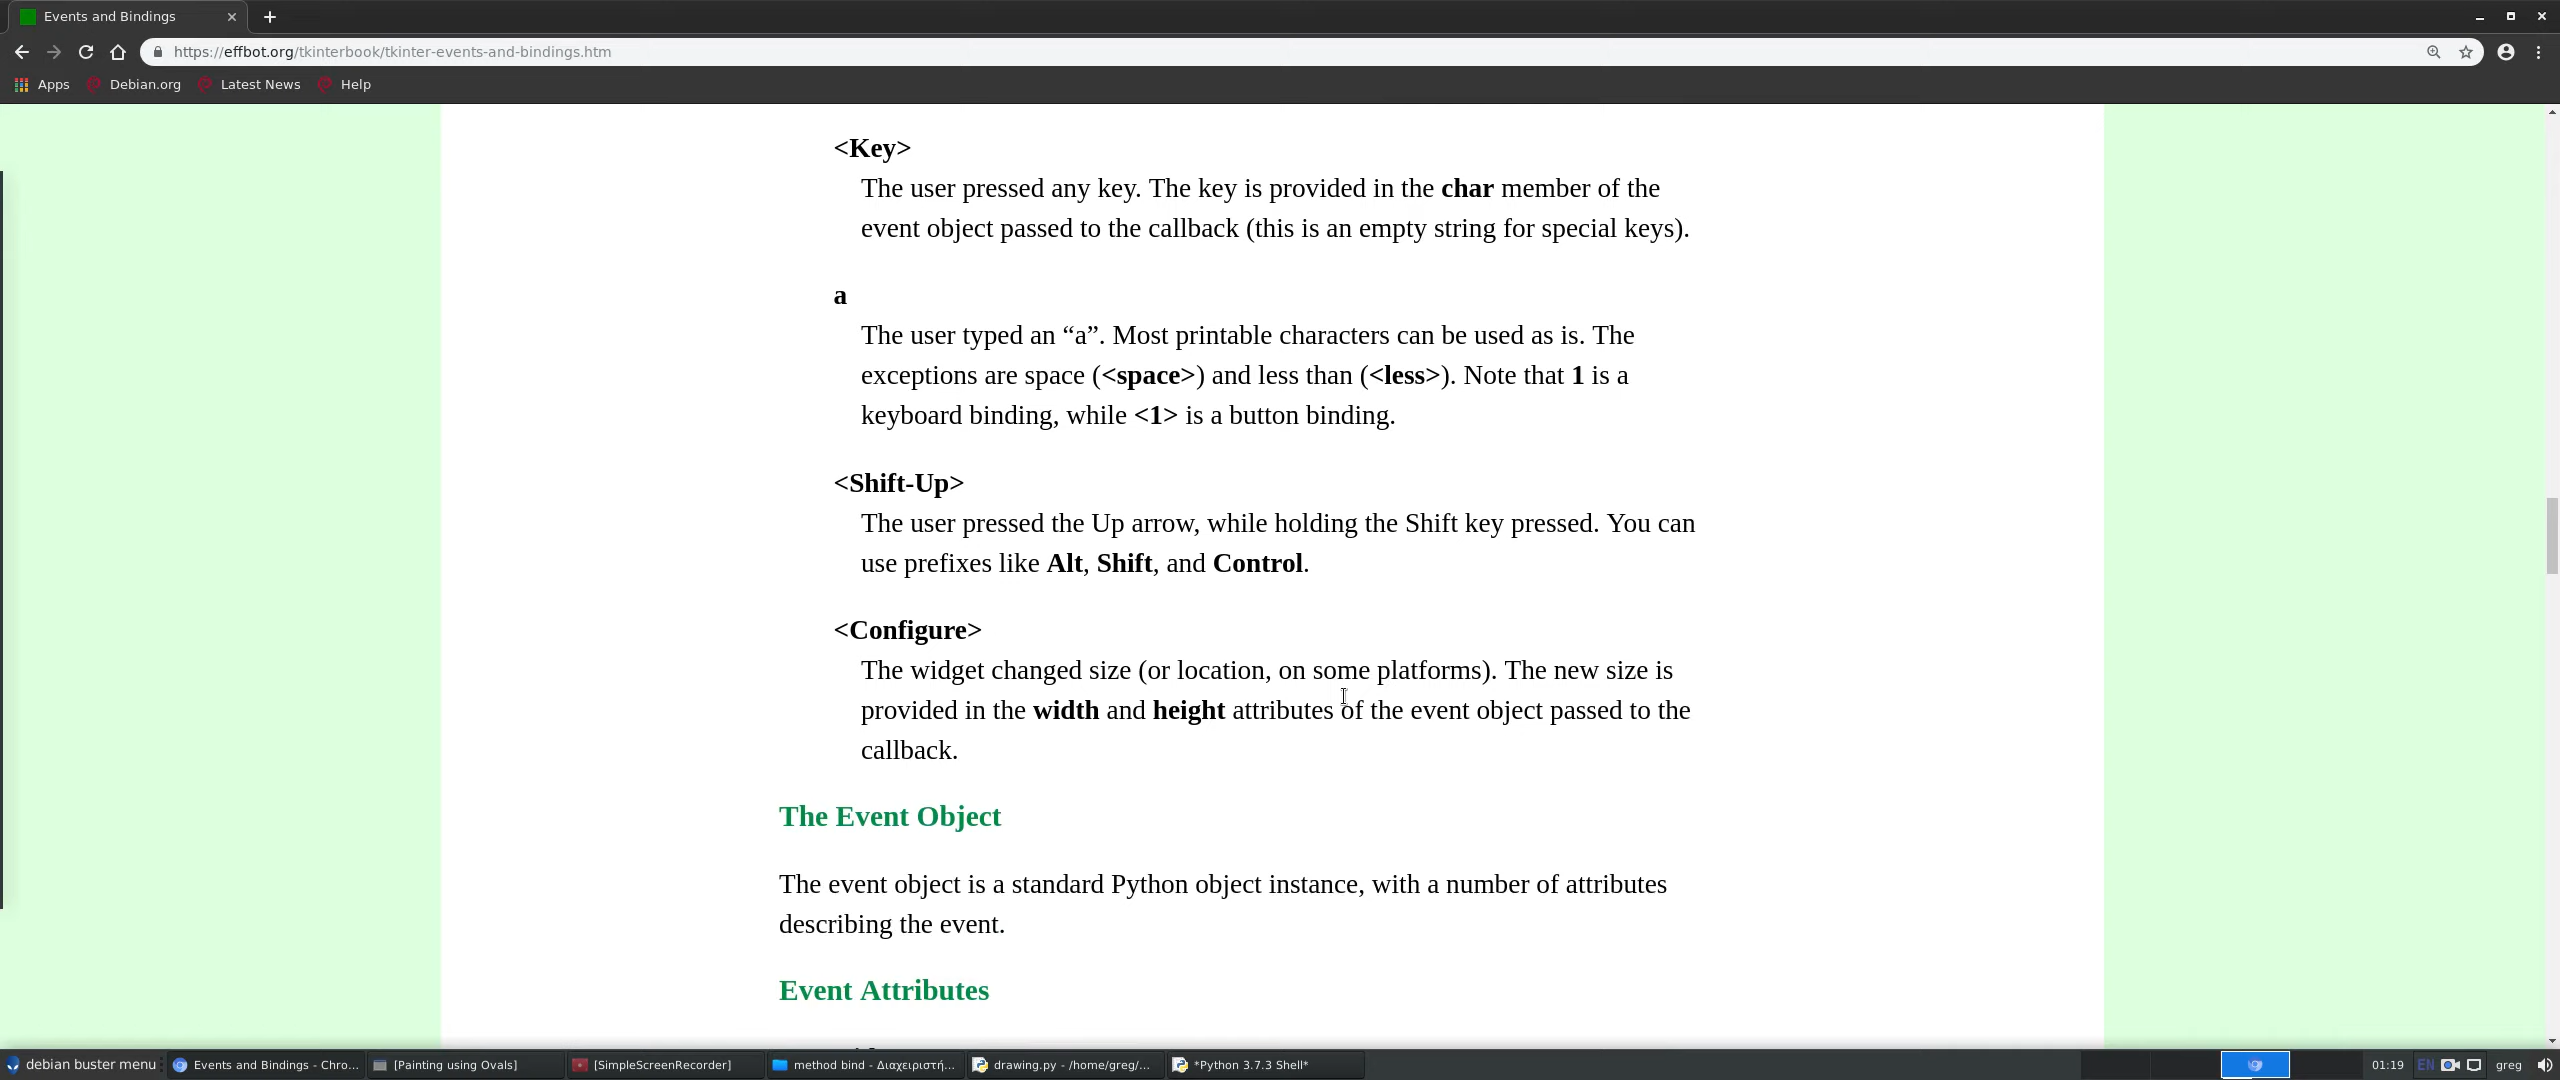 Events and Bindings
https://effbot.org/tkinterbook/tkinter-events-and-bindings.htm
Apps
Debian.org
Latest News
Help
<Key>
The user pressed any key. The key is provided in the char member of the
event object passed to the callback (this is an empty string for special keys).
a
The user typed an “a”. Most printable characters can be used as is. The
exceptions are space (<space>) and less than (<less>). Note that 1 is a
keyboard binding, while <1> is a button binding.
<Shift-Up>
The user pressed the Up arrow, while holding the Shift key pressed. You can
use prefixes like Alt, Shift, and Control.
<Configure>
The widget changed size (or location, on some platforms). The new size is
provided in the width and height attributes of the event object passed to the
callback.
The Event Object
The event object is a standard Python object instance, with a number of attributes
describing the event.
Event Attributes
debian buster menu
Events and Bindings - Chro...
[Painting using Ovals]
[SimpleScreenRecorder]
method bind - Διαχειριστή...
drawing.py - /home/greg/...
*Python 3.7.3 Shell*
01:19
EN
greg